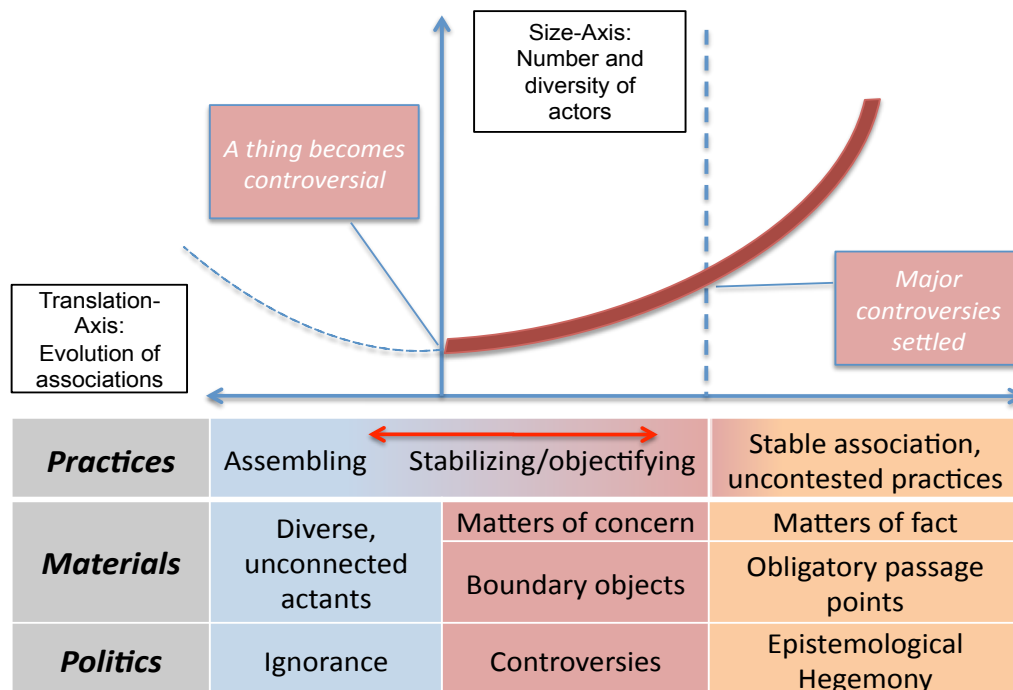 Size-Axis:
Number and
diversity of
actors
A thing becomes
controversial
Translation-
Axis:
Evolution of
associations
Major
controversies
settled
Practices
Assembling
Stabilizing/objectifying
Stable association,
uncontested practices
Materials
Diverse,
unconnected
actants
Matters of concern
Boundary objects
Matters of fact
Obligatory passage
points
Politics
Ignorance
Controversies
Epistemological
Hegemony